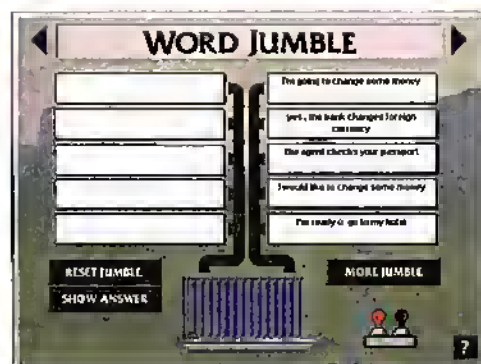 WORD JUMBLE
I'm going to change some money
yes, the bank changes foreign
currency
the agent checks your passport
I would like to change some money
I'm ready to go to my hotel
RESET JUMBLE
MORE JUMBLE
SHOW ANSWER
?